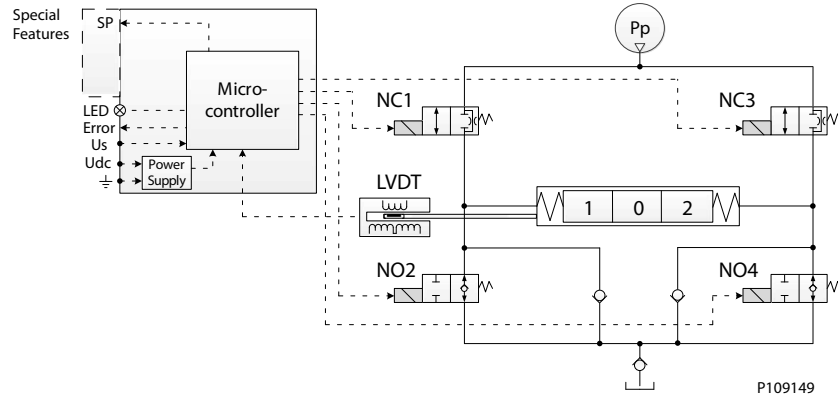 Special
Features
SP
Pp
Micro-
controller
NC1
NC3
LED
Error
Us
Udc
Power
Supply
LVDT
1 0 2
NO2
NO4
P109149